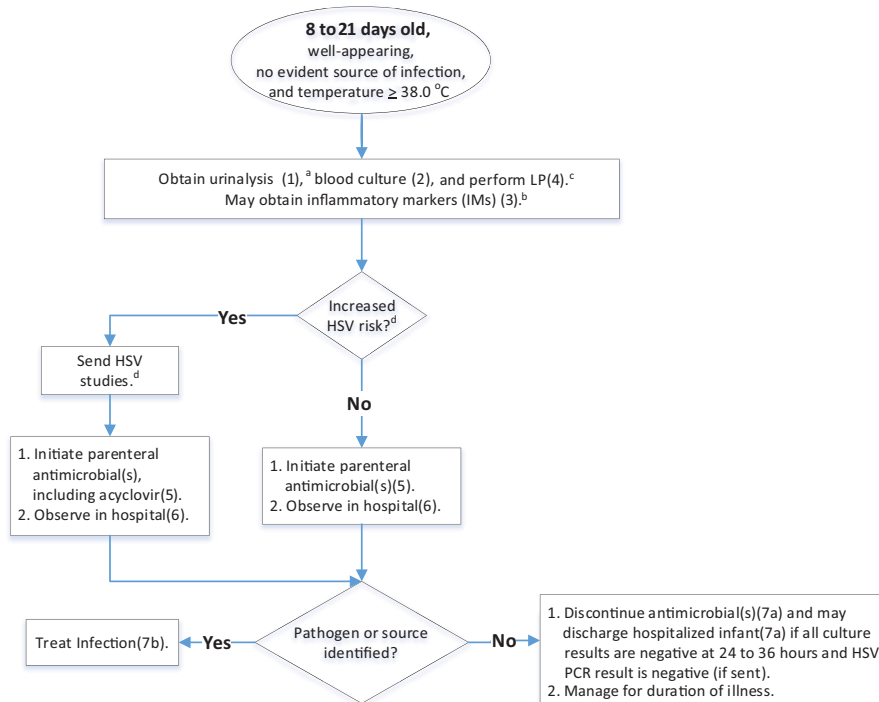 8 to 21 days old,
well-appearing,
no evident source of infection,
and temperature ≥ 38.0 °C
Obtain urinalysis (1),ᵃ blood culture (2), and perform LP(4).ᶜ
May obtain inflammatory markers (IMs) (3).ᵇ
Increased
HSV risk?ᵈ
Yes
Send HSV
studies.ᵈ
No
1. Initiate parenteral
antimicrobial(s),
including acyclovir(5).
2. Observe in hospital(6).
1. Initiate parenteral
antimicrobial(s)(5).
2. Observe in hospital(6).
Pathogen or source
identified?
Yes
Treat Infection(7b).
No
1. Discontinue antimicrobial(s)(7a) and may
discharge hospitalized infant(7a) if all culture
results are negative at 24 to 36 hours and HSV
PCR result is negative (if sent).
2. Manage for duration of illness.